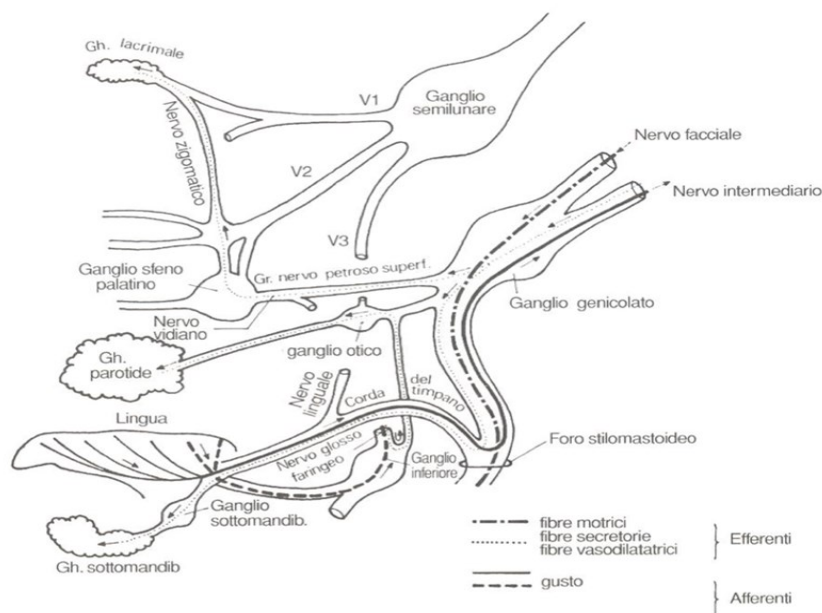 Gh. lacrimale
Nervo zigomatico
V1
Ganglio
semilunare
V2
V3
Nervo facciale
Nervo intermediario
Ganglio sfeno
palatino
Gr. nervo petroso superf.
Ganglio genicolato
Nervo
vidiano
ganglio otico
Gh.
parotide
Nervo
linguale
Corda
del
timpano
Lingua
Nervo glosso
faringeo
Ganglio
inferiore
Foro stilomastoideo
Ganglio
sottomandib.
Gh. sottomandib
fibre motrici
fibre secretorie
fibre vasodilatatrici
Efferenti
gusto
Afferenti